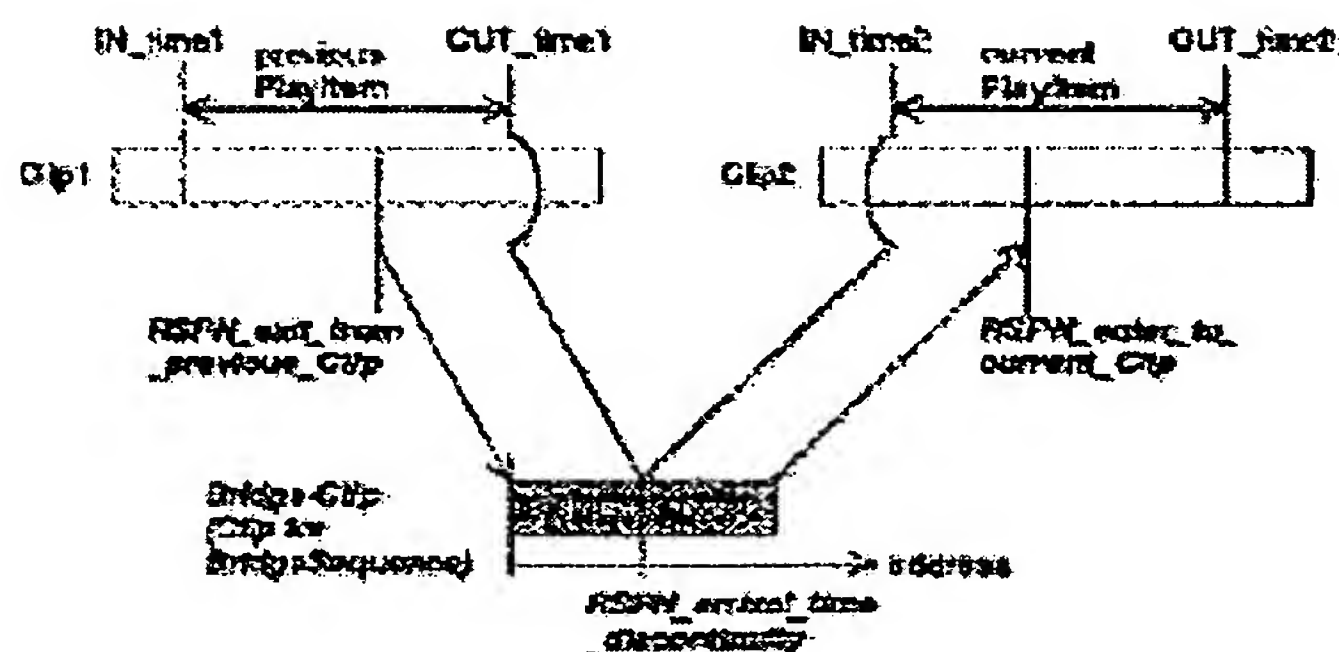 IN_time1
previous
PlayItem
OUT_time1
IN_time2
current
PlayItem
OUT_time2
Clip1
Clip2
RSPN_exit_from
_previous_Clip
RSPN_enter_to_
current_Clip
Bridge-Clip
(Clip for
BridgeSequence)
address
RSPN_arrival_time
_discontinuity